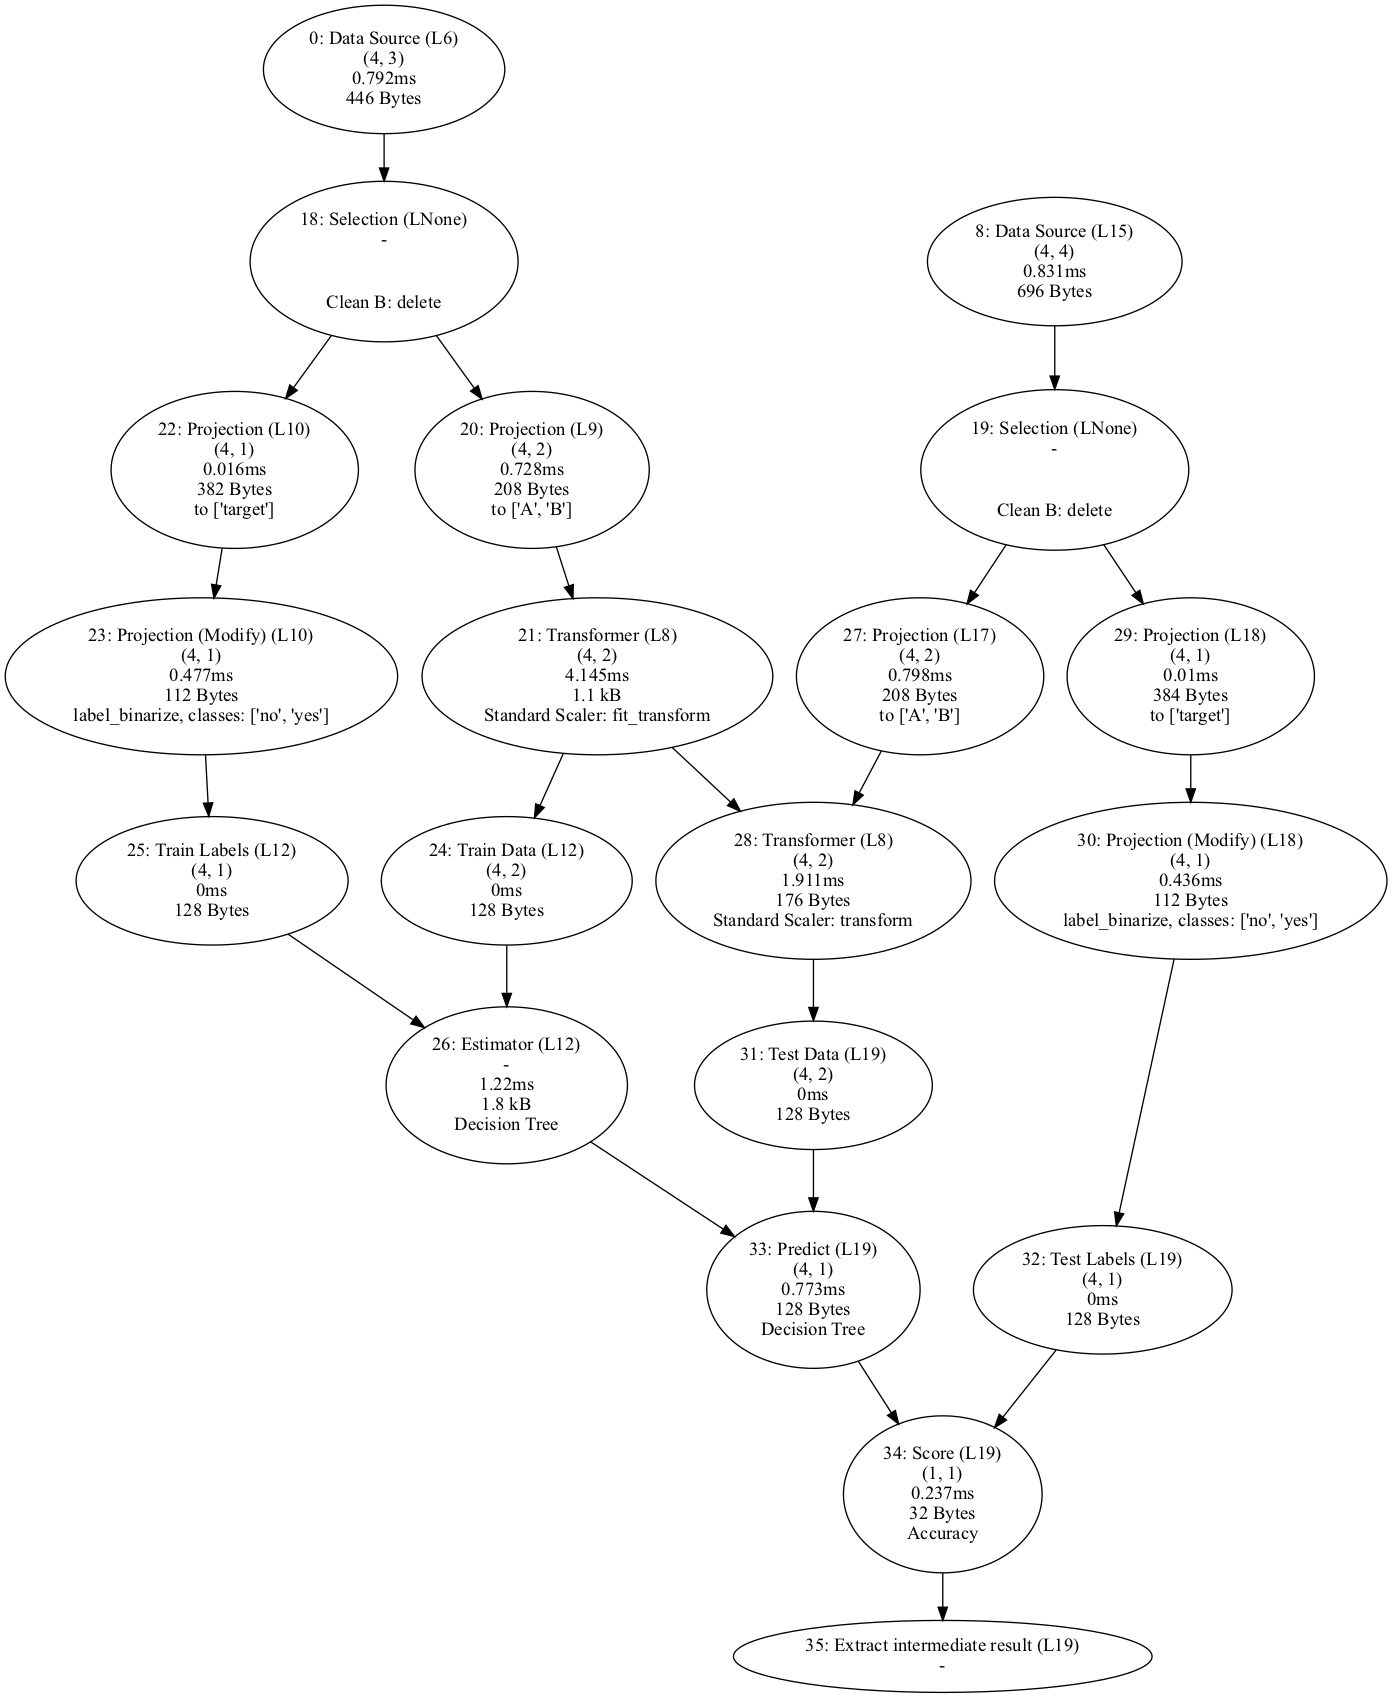 0: Data Source (L6)
(4, 3)
0.792ms
446 Bytes
18: Selection (LNone)
-
Clean B: delete
8: Data Source (L15)
(4, 4)
0.831ms
696 Bytes
22: Projection (L10)
(4, 1)
0.016ms
382 Bytes
to ['target']
20: Projection (L9)
(4, 2)
0.728ms
208 Bytes
to ['A', 'B']
19: Selection (LNone)
-
Clean B: delete
23: Projection (Modify) (L10)
(4, 1)
0.477ms
112 Bytes
label_binarize, classes: ['no', 'yes']
21: Transformer (L8)
(4, 2)
4.145ms
1.1 kB
Standard Scaler: fit_transform
27: Projection (L17)
(4, 2)
0.798ms
208 Bytes
to ['A', 'B']
29: Projection (L18)
(4, 1)
0.01ms
384 Bytes
to ['target']
25: Train Labels (L12)
(4, 1)
0ms
128 Bytes
24: Train Data (L12)
(4, 2)
0ms
128 Bytes
28: Transformer (L8)
(4, 2)
1.911ms
176 Bytes
Standard Scaler: transform
30: Projection (Modify) (L18)
(4, 1)
0.436ms
112 Bytes
label_binarize, classes: ['no', 'yes']
26: Estimator (L12)
-
1.22ms
1.8 kB
Decision Tree
31: Test Data (L19)
(4, 2)
0ms
128 Bytes
33: Predict (L19)
(4, 1)
0.773ms
128 Bytes
Decision Tree
32: Test Labels (L19)
(4, 1)
0ms
128 Bytes
34: Score (L19)
(1, 1)
0.237ms
32 Bytes
Accuracy
35: Extract intermediate result (L19)
-